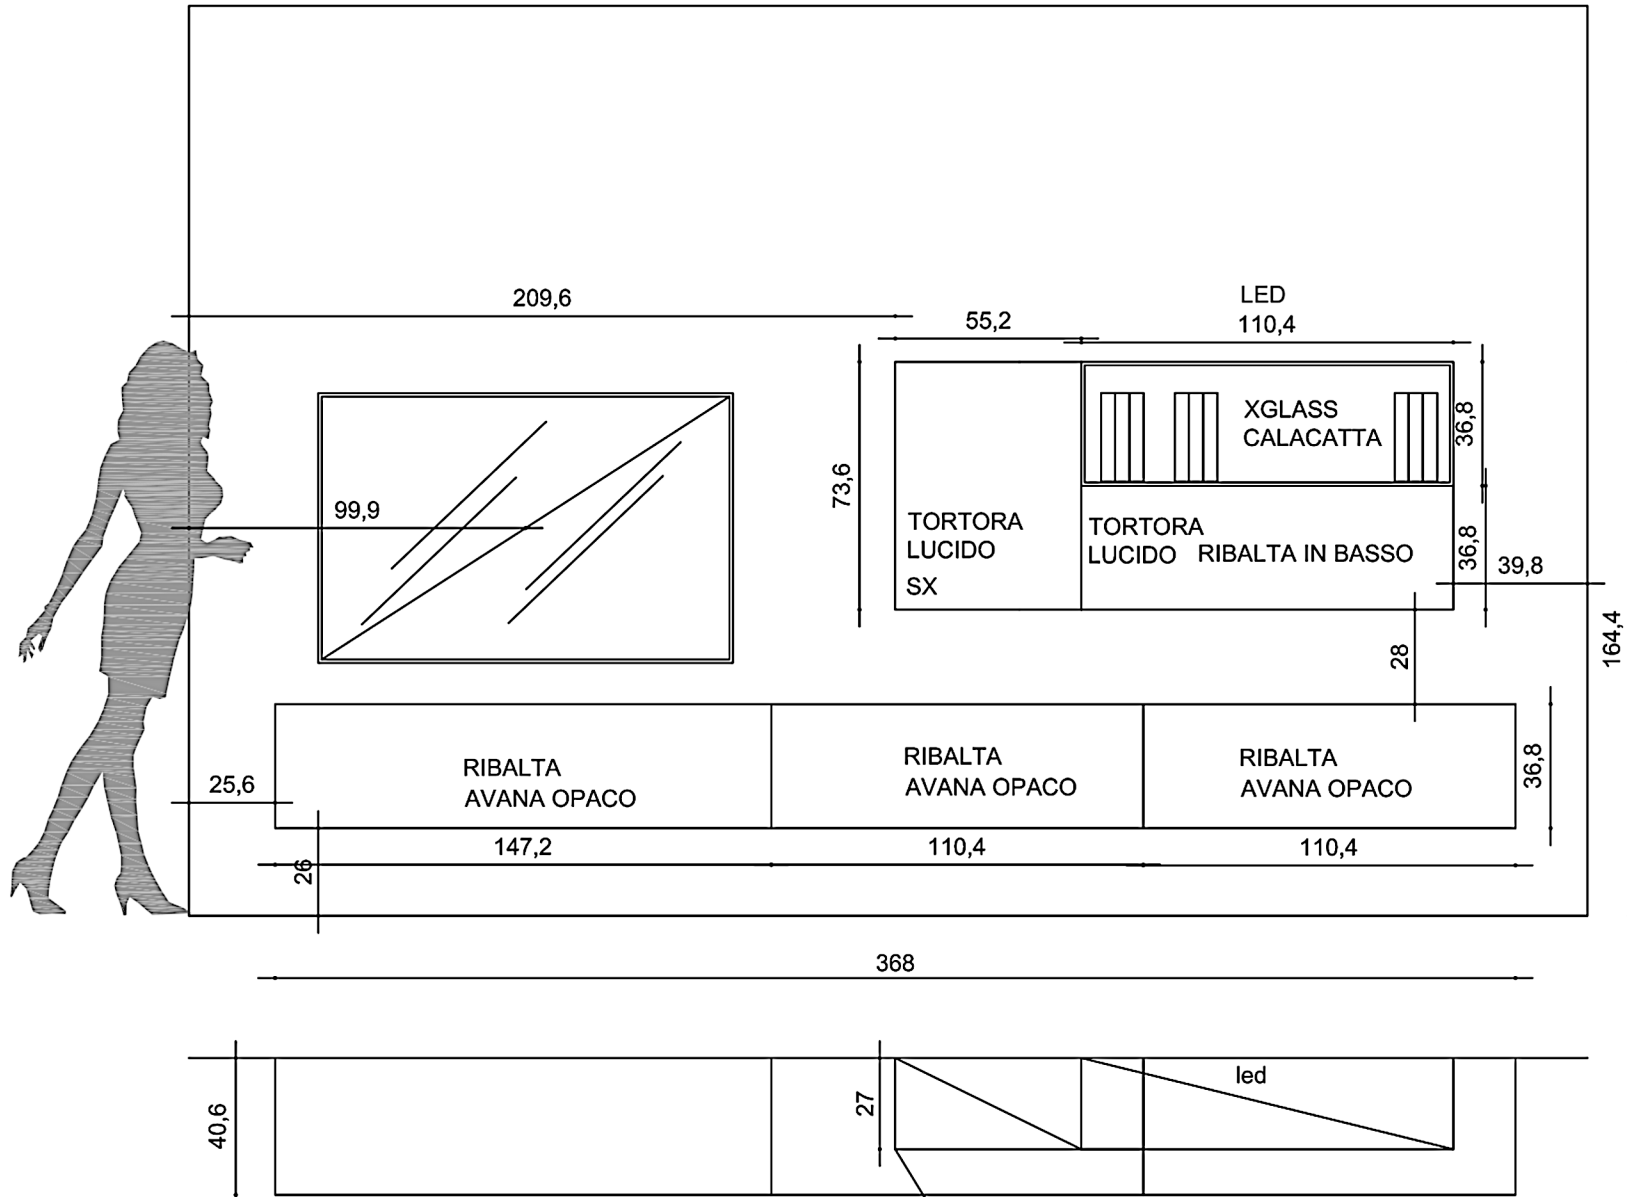 209,6
LED
55,2
110,4
XGLASS
CALACATTA
36,8
73,6
99,9
TORTORA
LUCIDO
SX
TORTORA
LUCIDO
RIBALTA IN BASSO
36,8
39,8
164,4
28
RIBALTA
AVANA OPACO
RIBALTA
AVANA OPACO
RIBALTA
AVANA OPACO
36,8
25,6
147,2
110,4
110,4
26
368
led
27
40,6